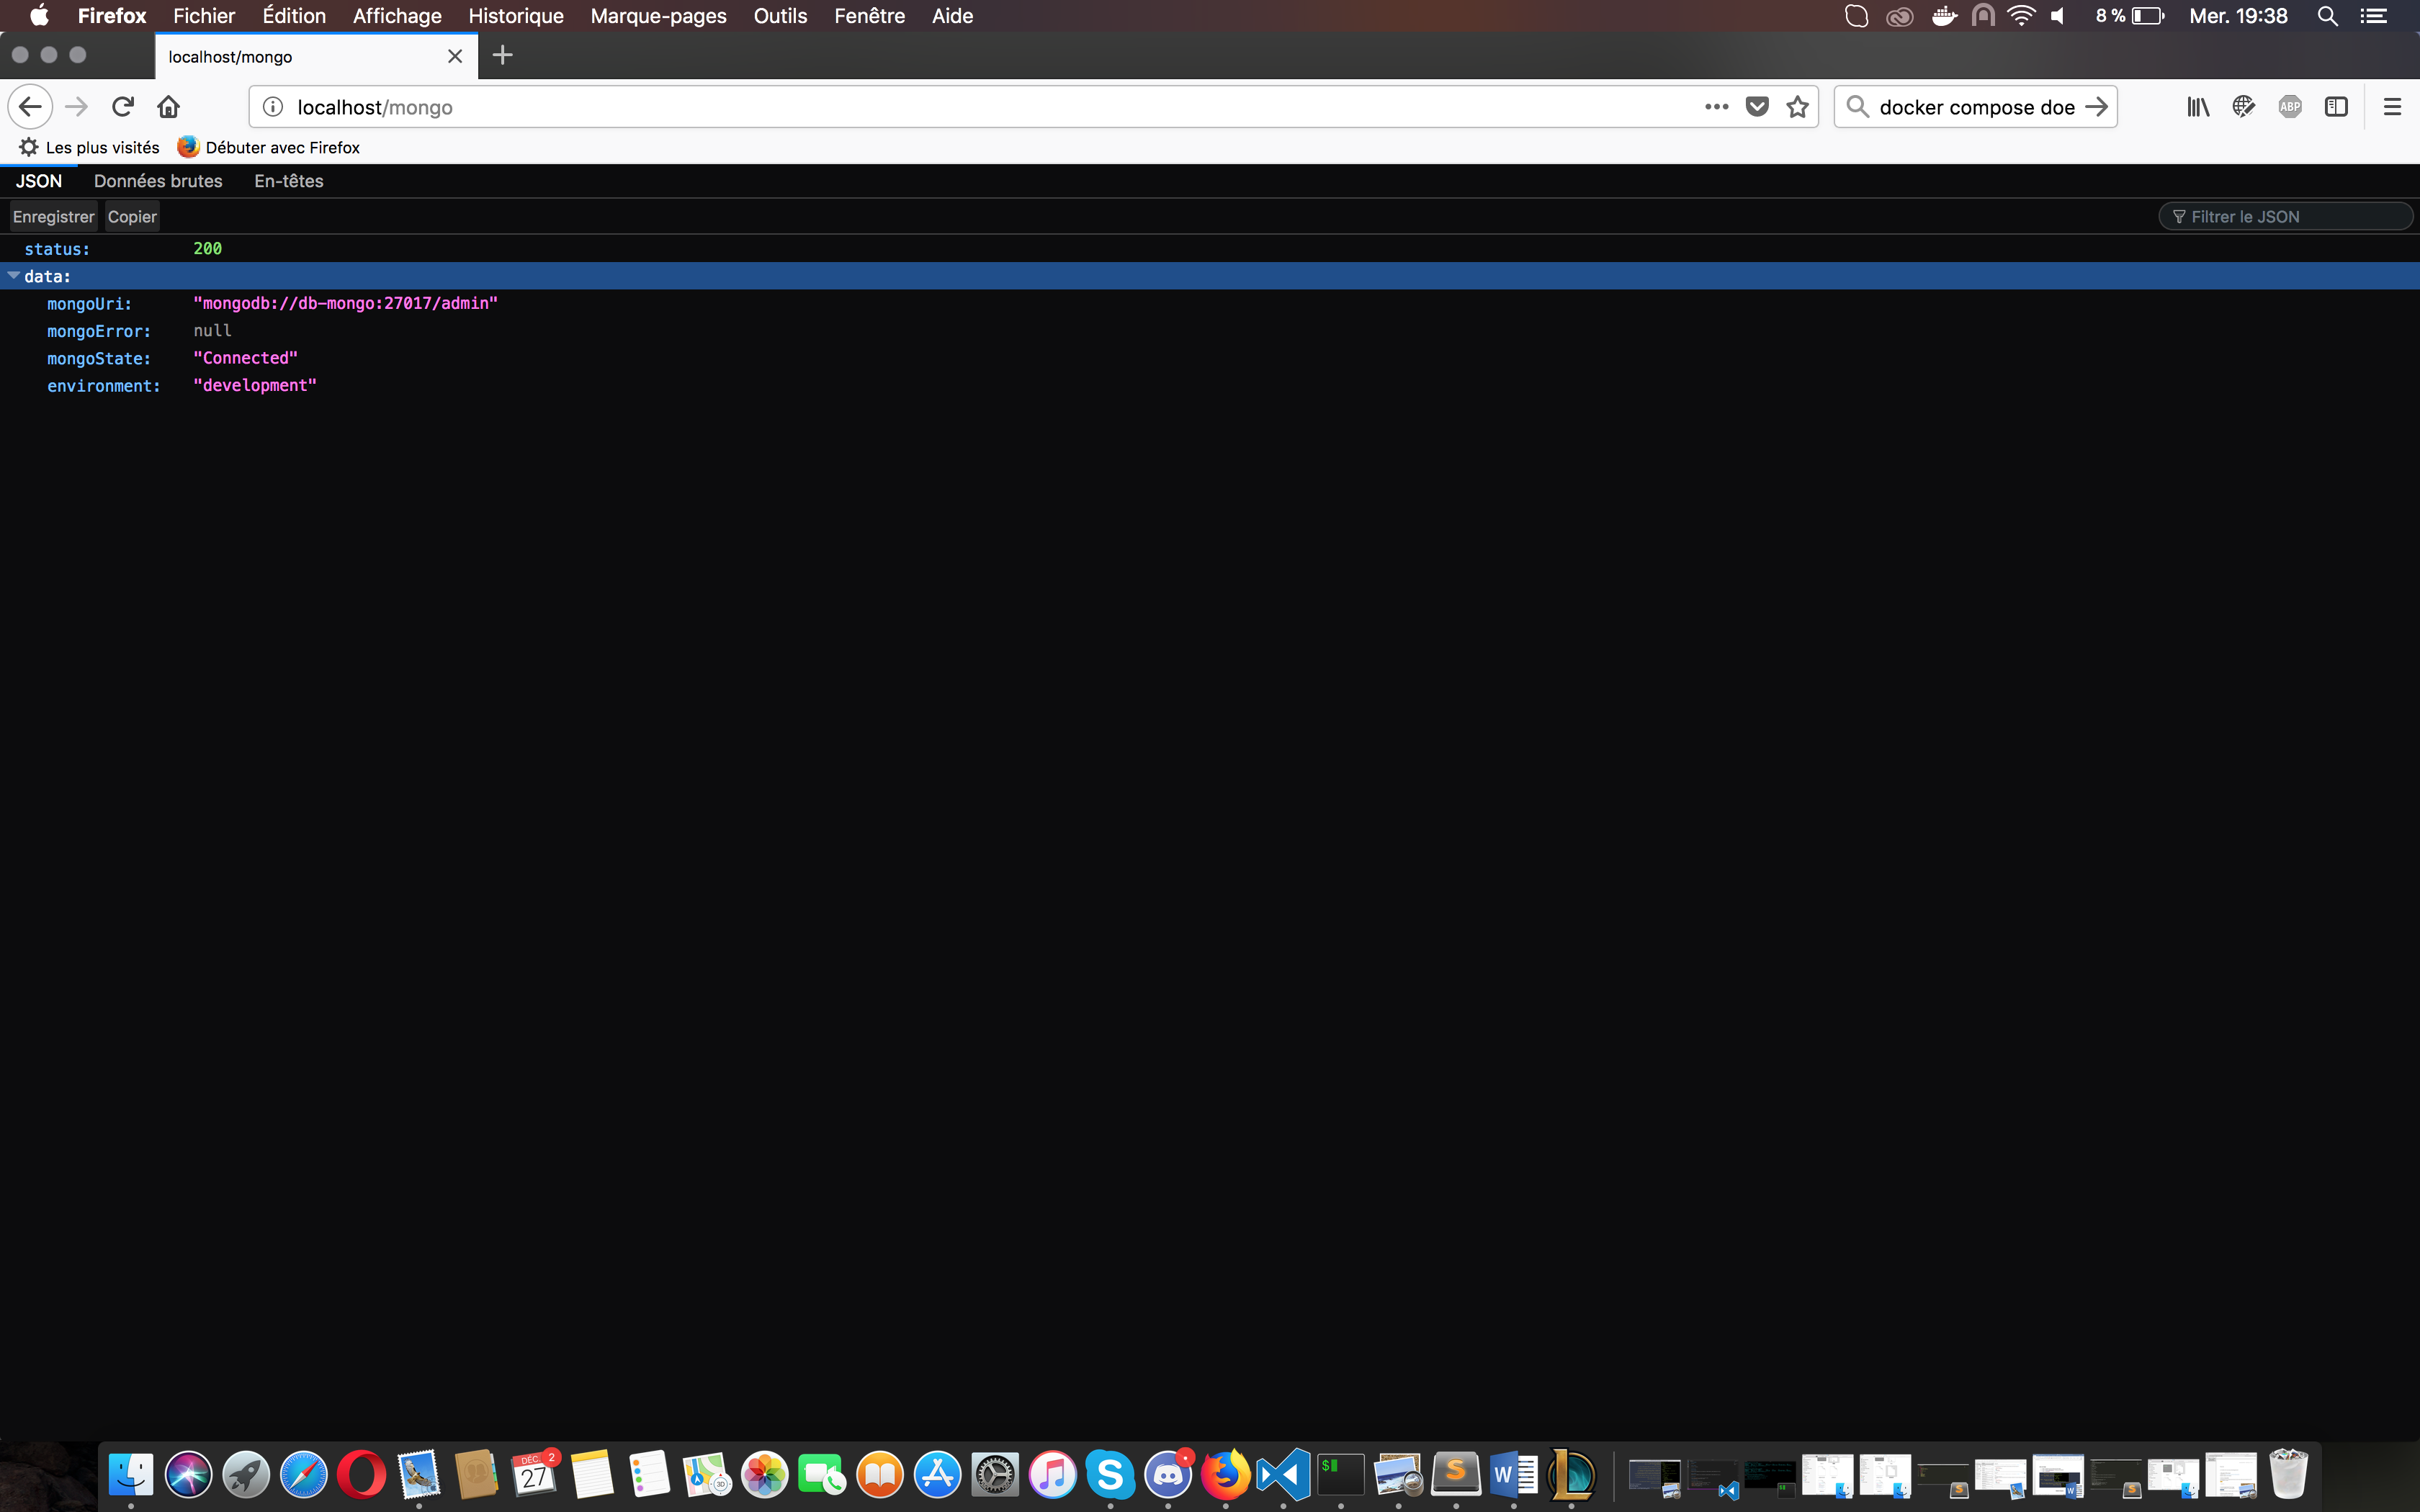 Firefox Fichier Édition Affichage Historique Marque-pages Outils Fenêtre Aide 8 % Mer. 19:38
localhost/mongo
localhost/mongo docker compose doe ABP
Les plus visités Débuter avec Firefox
JSON Données brutes En-têtes
Enregistrer Copier Filtrer le JSON
status: 200
data:
mongoUri: "mongodb://db-mongo:27017/admin"
mongoError: null
mongoState: "Connected"
environment: "development"
DÉC. 2
27
3D
S
$
S
W
L